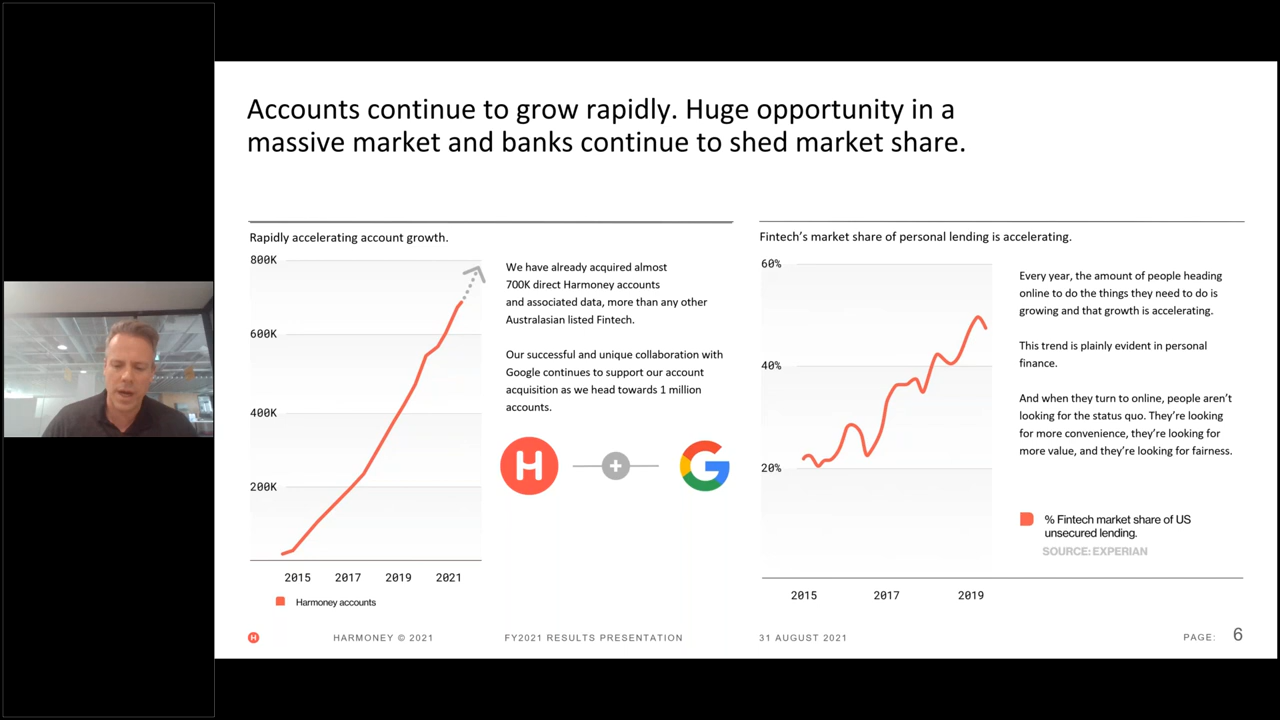 Accounts continue to grow rapidly. Huge opportunity in a
massive market and banks continue to shed market share.
Rapidly accelerating account growth.
800K
600K
400K
200K
2015 2017 2019 2021
Harmoney accounts
We have already acquired almost
700K direct Harmoney accounts
and associated data, more than any other
Australasian listed Fintech.
Our successful and unique collaboration with
Google continues to support our account
acquisition as we head towards 1 million
accounts.
H + G
Fintech's market share of personal lending is accelerating.
60%
40%
20%
2015 2017 2019
Every year, the amount of people heading
online to do the things they need to do is
growing and that growth is accelerating.
This trend is plainly evident in personal
finance.
And when they turn to online, people aren't
looking for the status quo. They're looking
for more convenience, they're looking for
more value, and they're looking for fairness.
% Fintech market share of US
unsecured lending.
SOURCE: EXPERIAN
H HARMONEY © 2021 FY2021 RESULTS PRESENTATION 31 AUGUST 2021 PAGE: 6